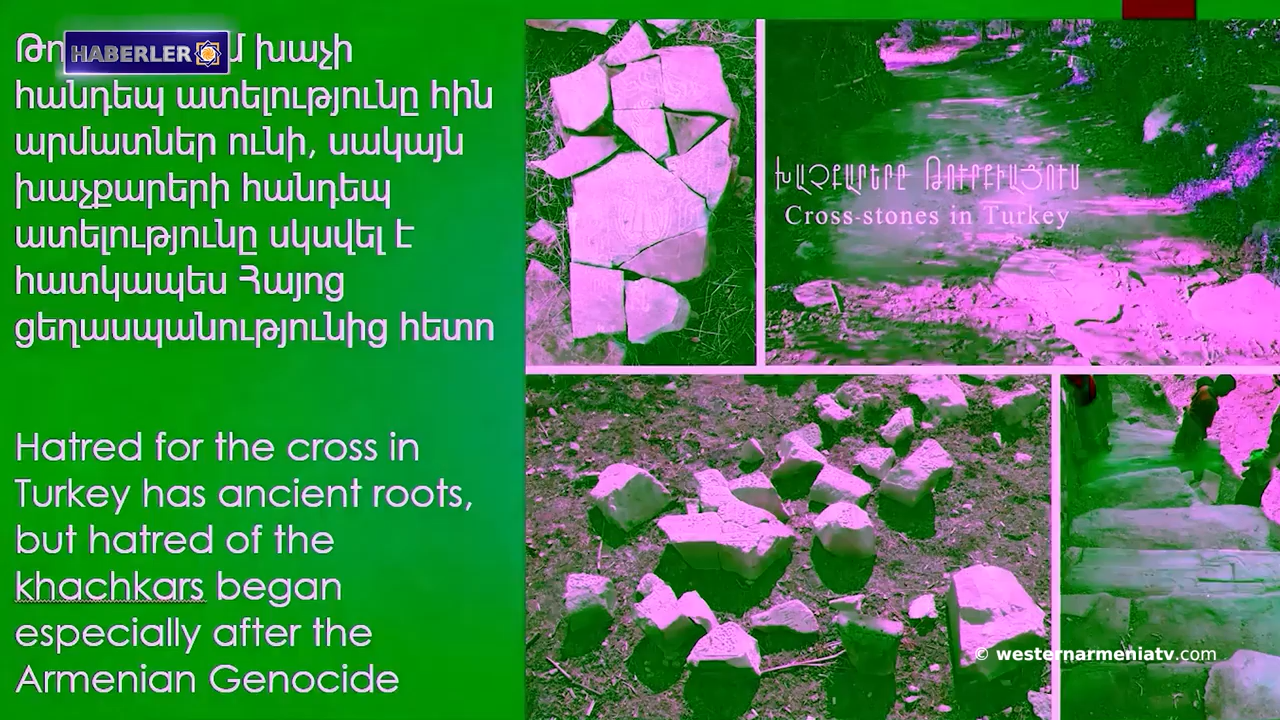 HABERLER
խաչի
հանդեպ ատելությունը հին
արմատներ ունի, սակայն
խաչքարերի հանդեպ
ատելությունը սկսվել է
հատկապես Հայոց
ցեղասպանությունից հետո
Hatred for the cross in
Turkey has ancient roots,
but hatred of the
khachkars began
especially after the
Armenian Genocide
Խաչքարերը Թուրքիայում
Cross-stones in Turkey
© westernarmeniatv.com